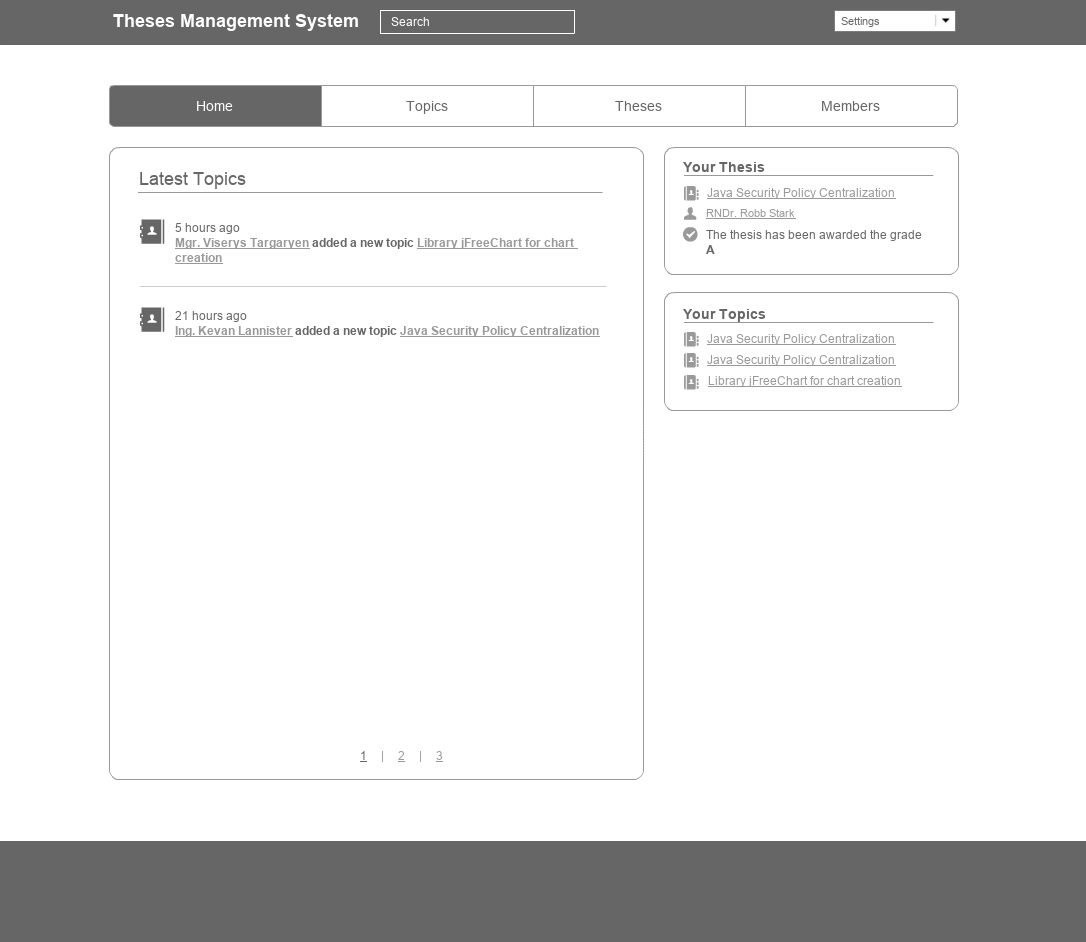 Theses Management System
Search
Settings
Home
Topics
Theses
Members
Latest Topics
5 hours ago
Mgr. Viserys Targaryen added a new topic Library jFreeChart for chart
creation
21 hours ago
Ing. Kevan Lannister added a new topic Java Security Policy Centralization
1 | 2 | 3
Your Thesis
Java Security Policy Centralization
RNDr. Robb Stark
The thesis has been awarded the grade
A
Your Topics
Java Security Policy Centralization
Java Security Policy Centralization
Library jFreeChart for chart creation